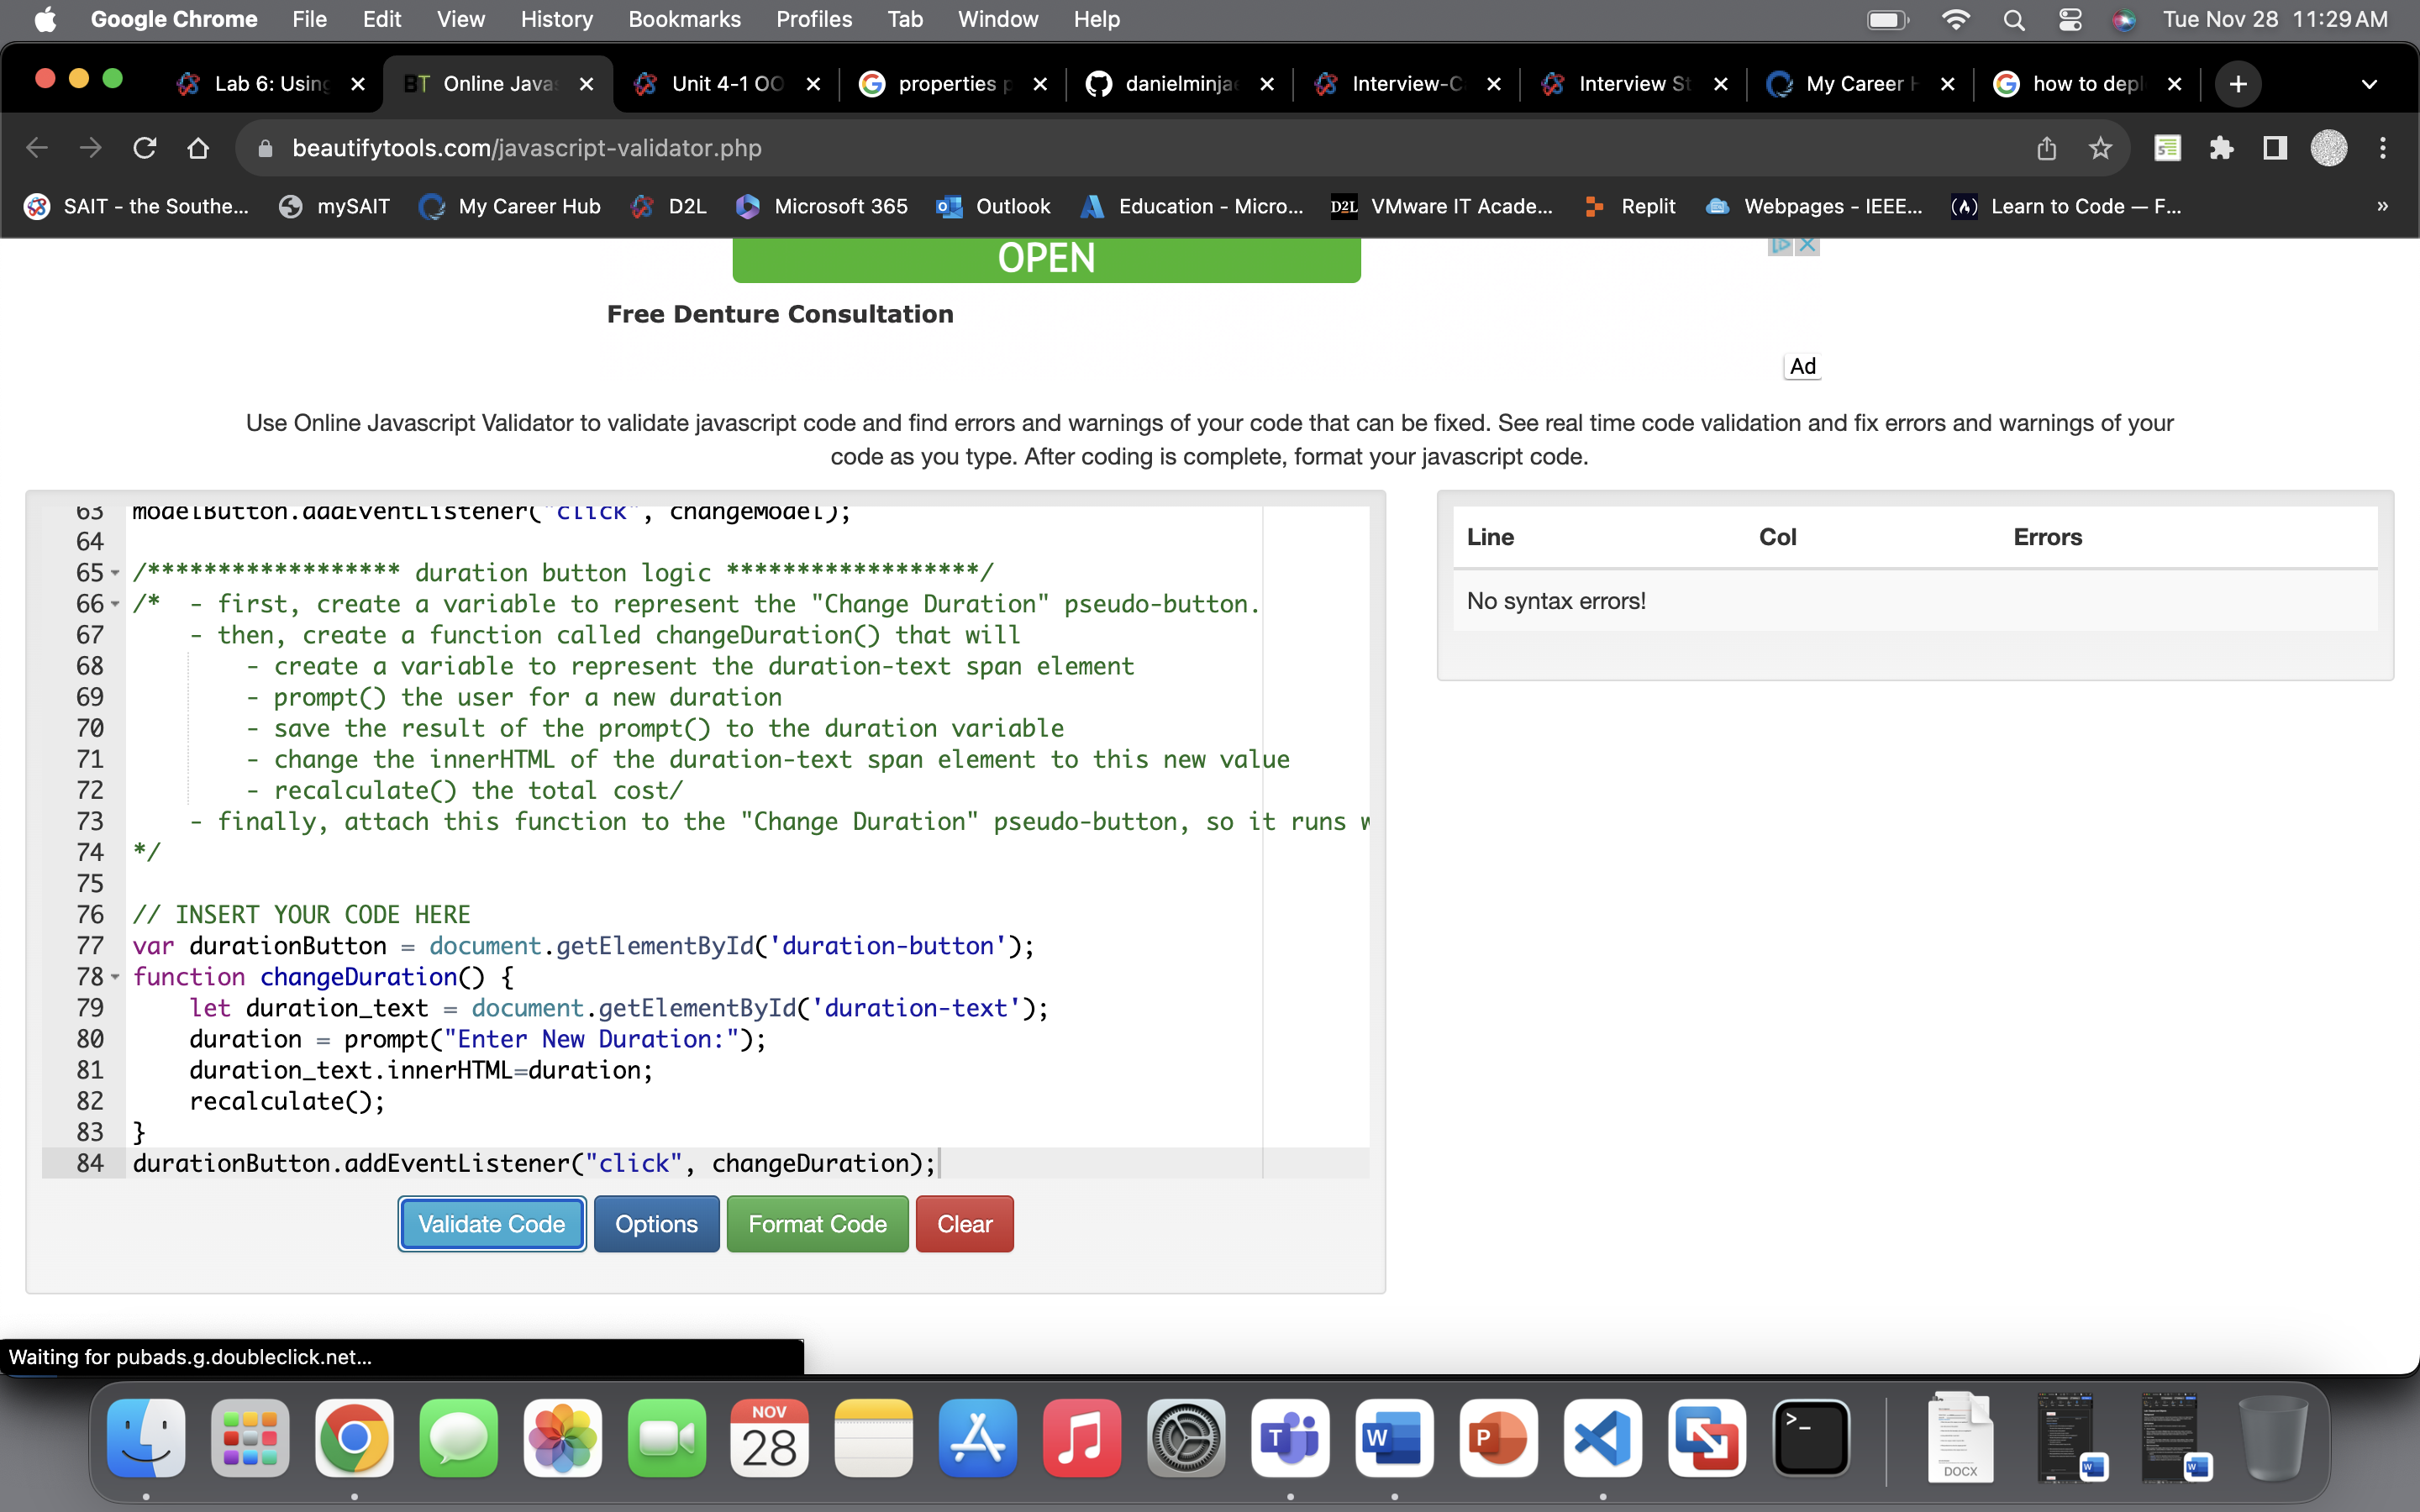 Google Chrome File Edit View History Bookmarks Profiles Tab Window Help Tue Nov 28 11:29 AM
Lab 6: Using BT Online Javas Unit 4-1 OO properties p danielminja Interview-C Interview St My Career H how to depl
beautifytools.com/javascript-validator.php
SAIT - the Southe... mySAIT My Career Hub D2L Microsoft 365 Outlook Education - Micro... D2L VMware IT Acade... Replit Webpages - IEEE... Learn to Code — F... »
OPEN
Free Denture Consultation
Ad
Use Online Javascript Validator to validate javascript code and find errors and warnings of your code that can be fixed. See real time code validation and fix errors and warnings of your
code as you type. After coding is complete, format your javascript code.
63 modelButton.addEventListener("click", changeModel);
64
65 /****************** duration button logic ******************/
66 /*  - first, create a variable to represent the "Change Duration" pseudo-button.
67     - then, create a function called changeDuration() that will
68         - create a variable to represent the duration-text span element
69         - prompt() the user for a new duration
70         - save the result of the prompt() to the duration variable
71         - change the innerHTML of the duration-text span element to this new value
72         - recalculate() the total cost/
73     - finally, attach this function to the "Change Duration" pseudo-button, so it runs w
74 */
75
76 // INSERT YOUR CODE HERE
77 var durationButton = document.getElementById('duration-button');
78 function changeDuration() {
79     let duration_text = document.getElementById('duration-text');
80     duration = prompt("Enter New Duration:");
81     duration_text.innerHTML=duration;
82     recalculate();
83 }
84 durationButton.addEventListener("click", changeDuration);
Validate Code Options Format Code Clear
Line Col Errors
No syntax errors!
Waiting for pubads.g.doubleclick.net...
NOV
28
T
W
P
>_
DOCX
W
W